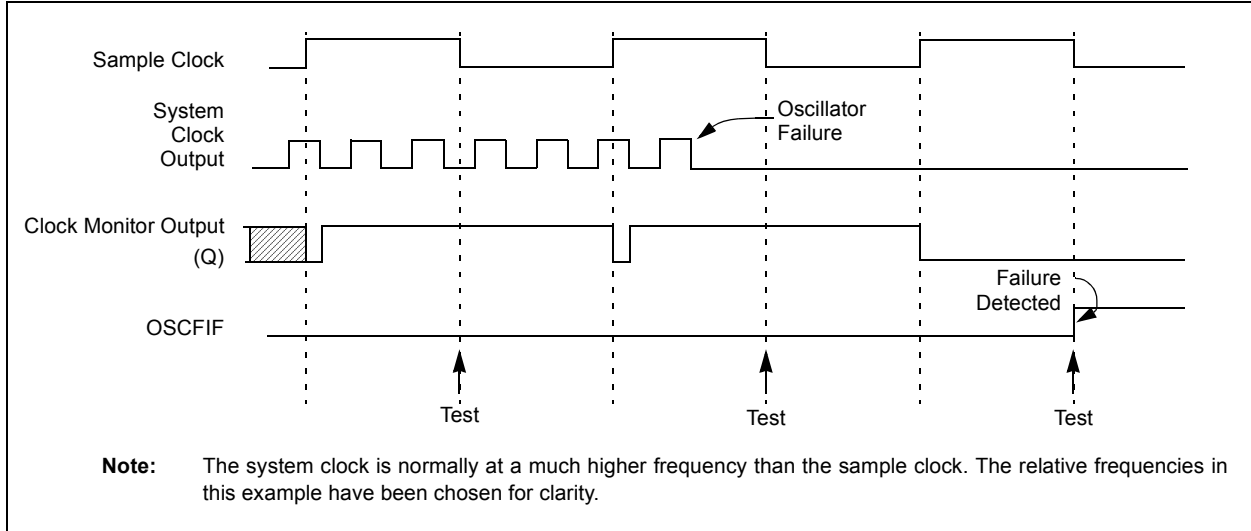 Sample Clock
System
Clock
Output
Oscillator
Failure
Clock Monitor Output
(Q)
Failure
Detected
OSCFIF
Test
Test
Test
Note: The system clock is normally at a much higher frequency than the sample clock. The relative frequencies in
this example have been chosen for clarity.